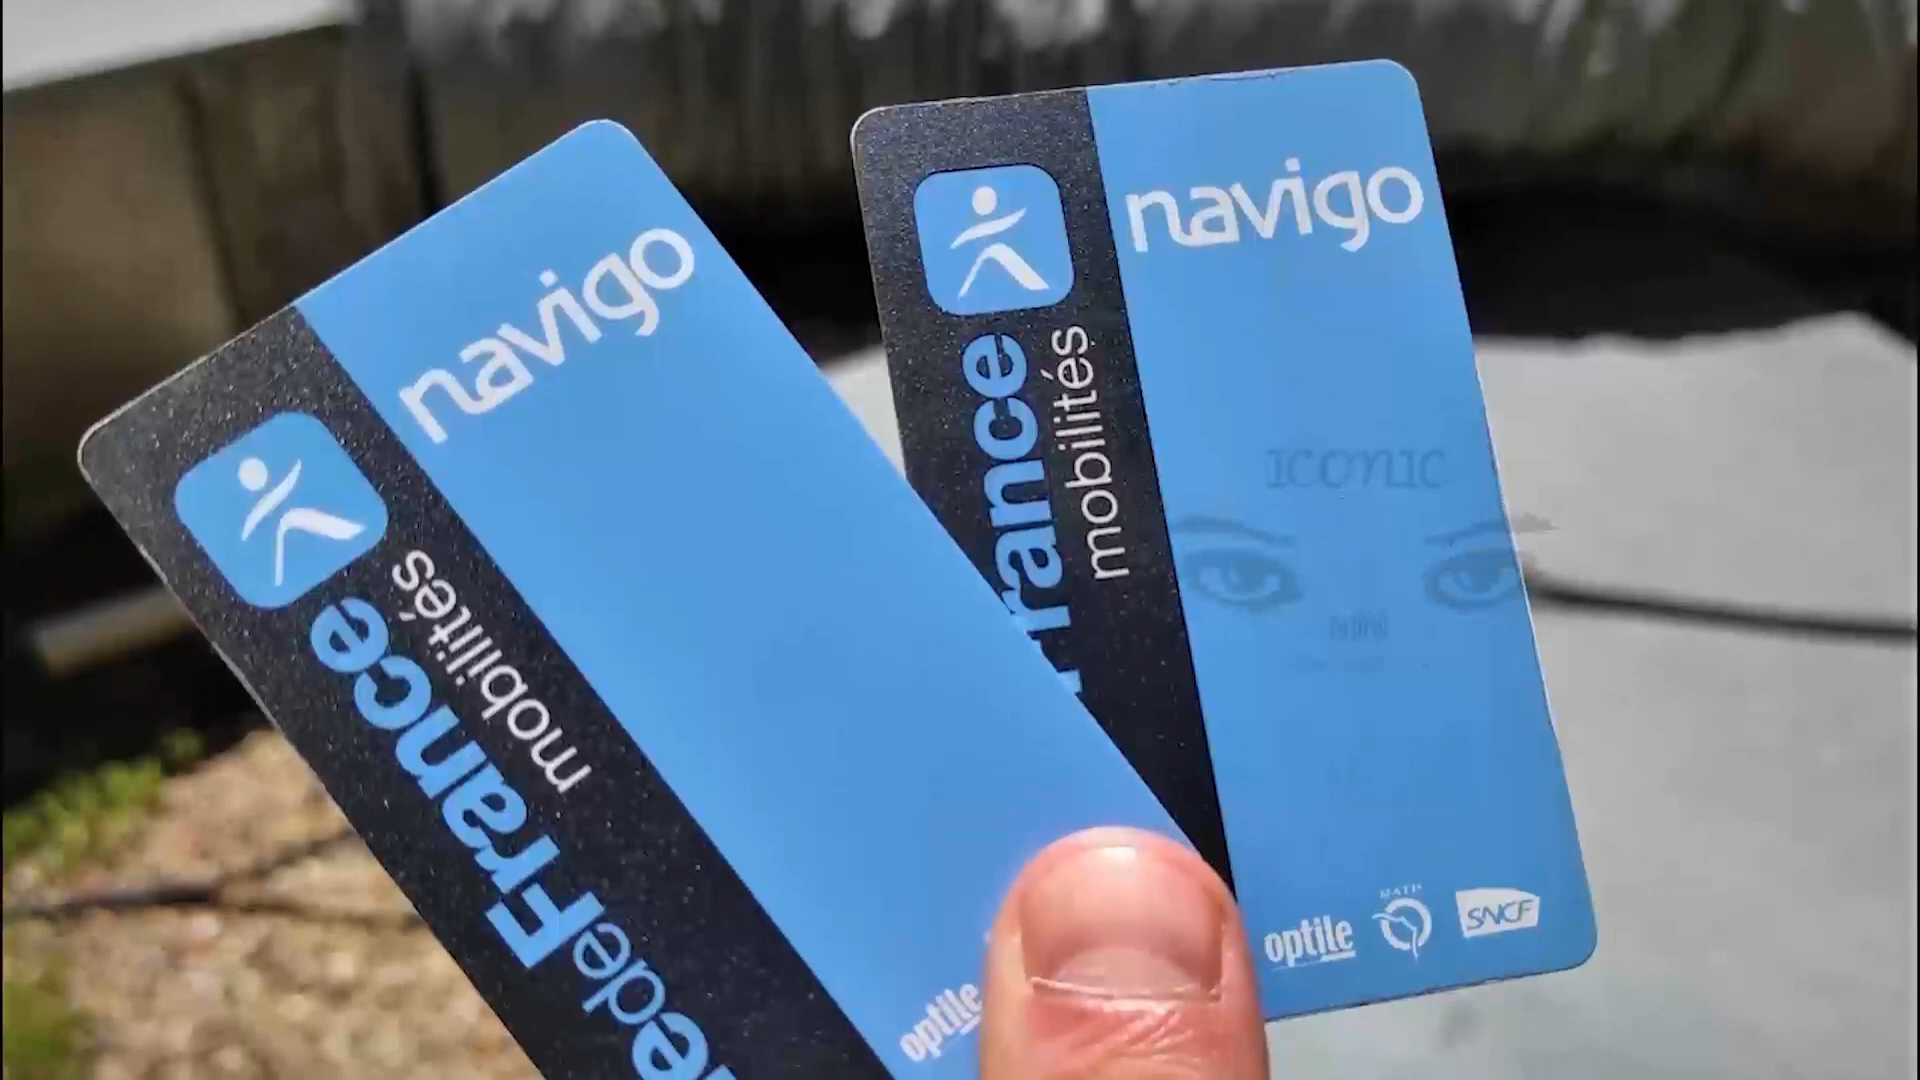 navigo
îledeFrance
mobilités
optile
navigo
France
mobilités
ICONIC
optile
RATP
SNCF